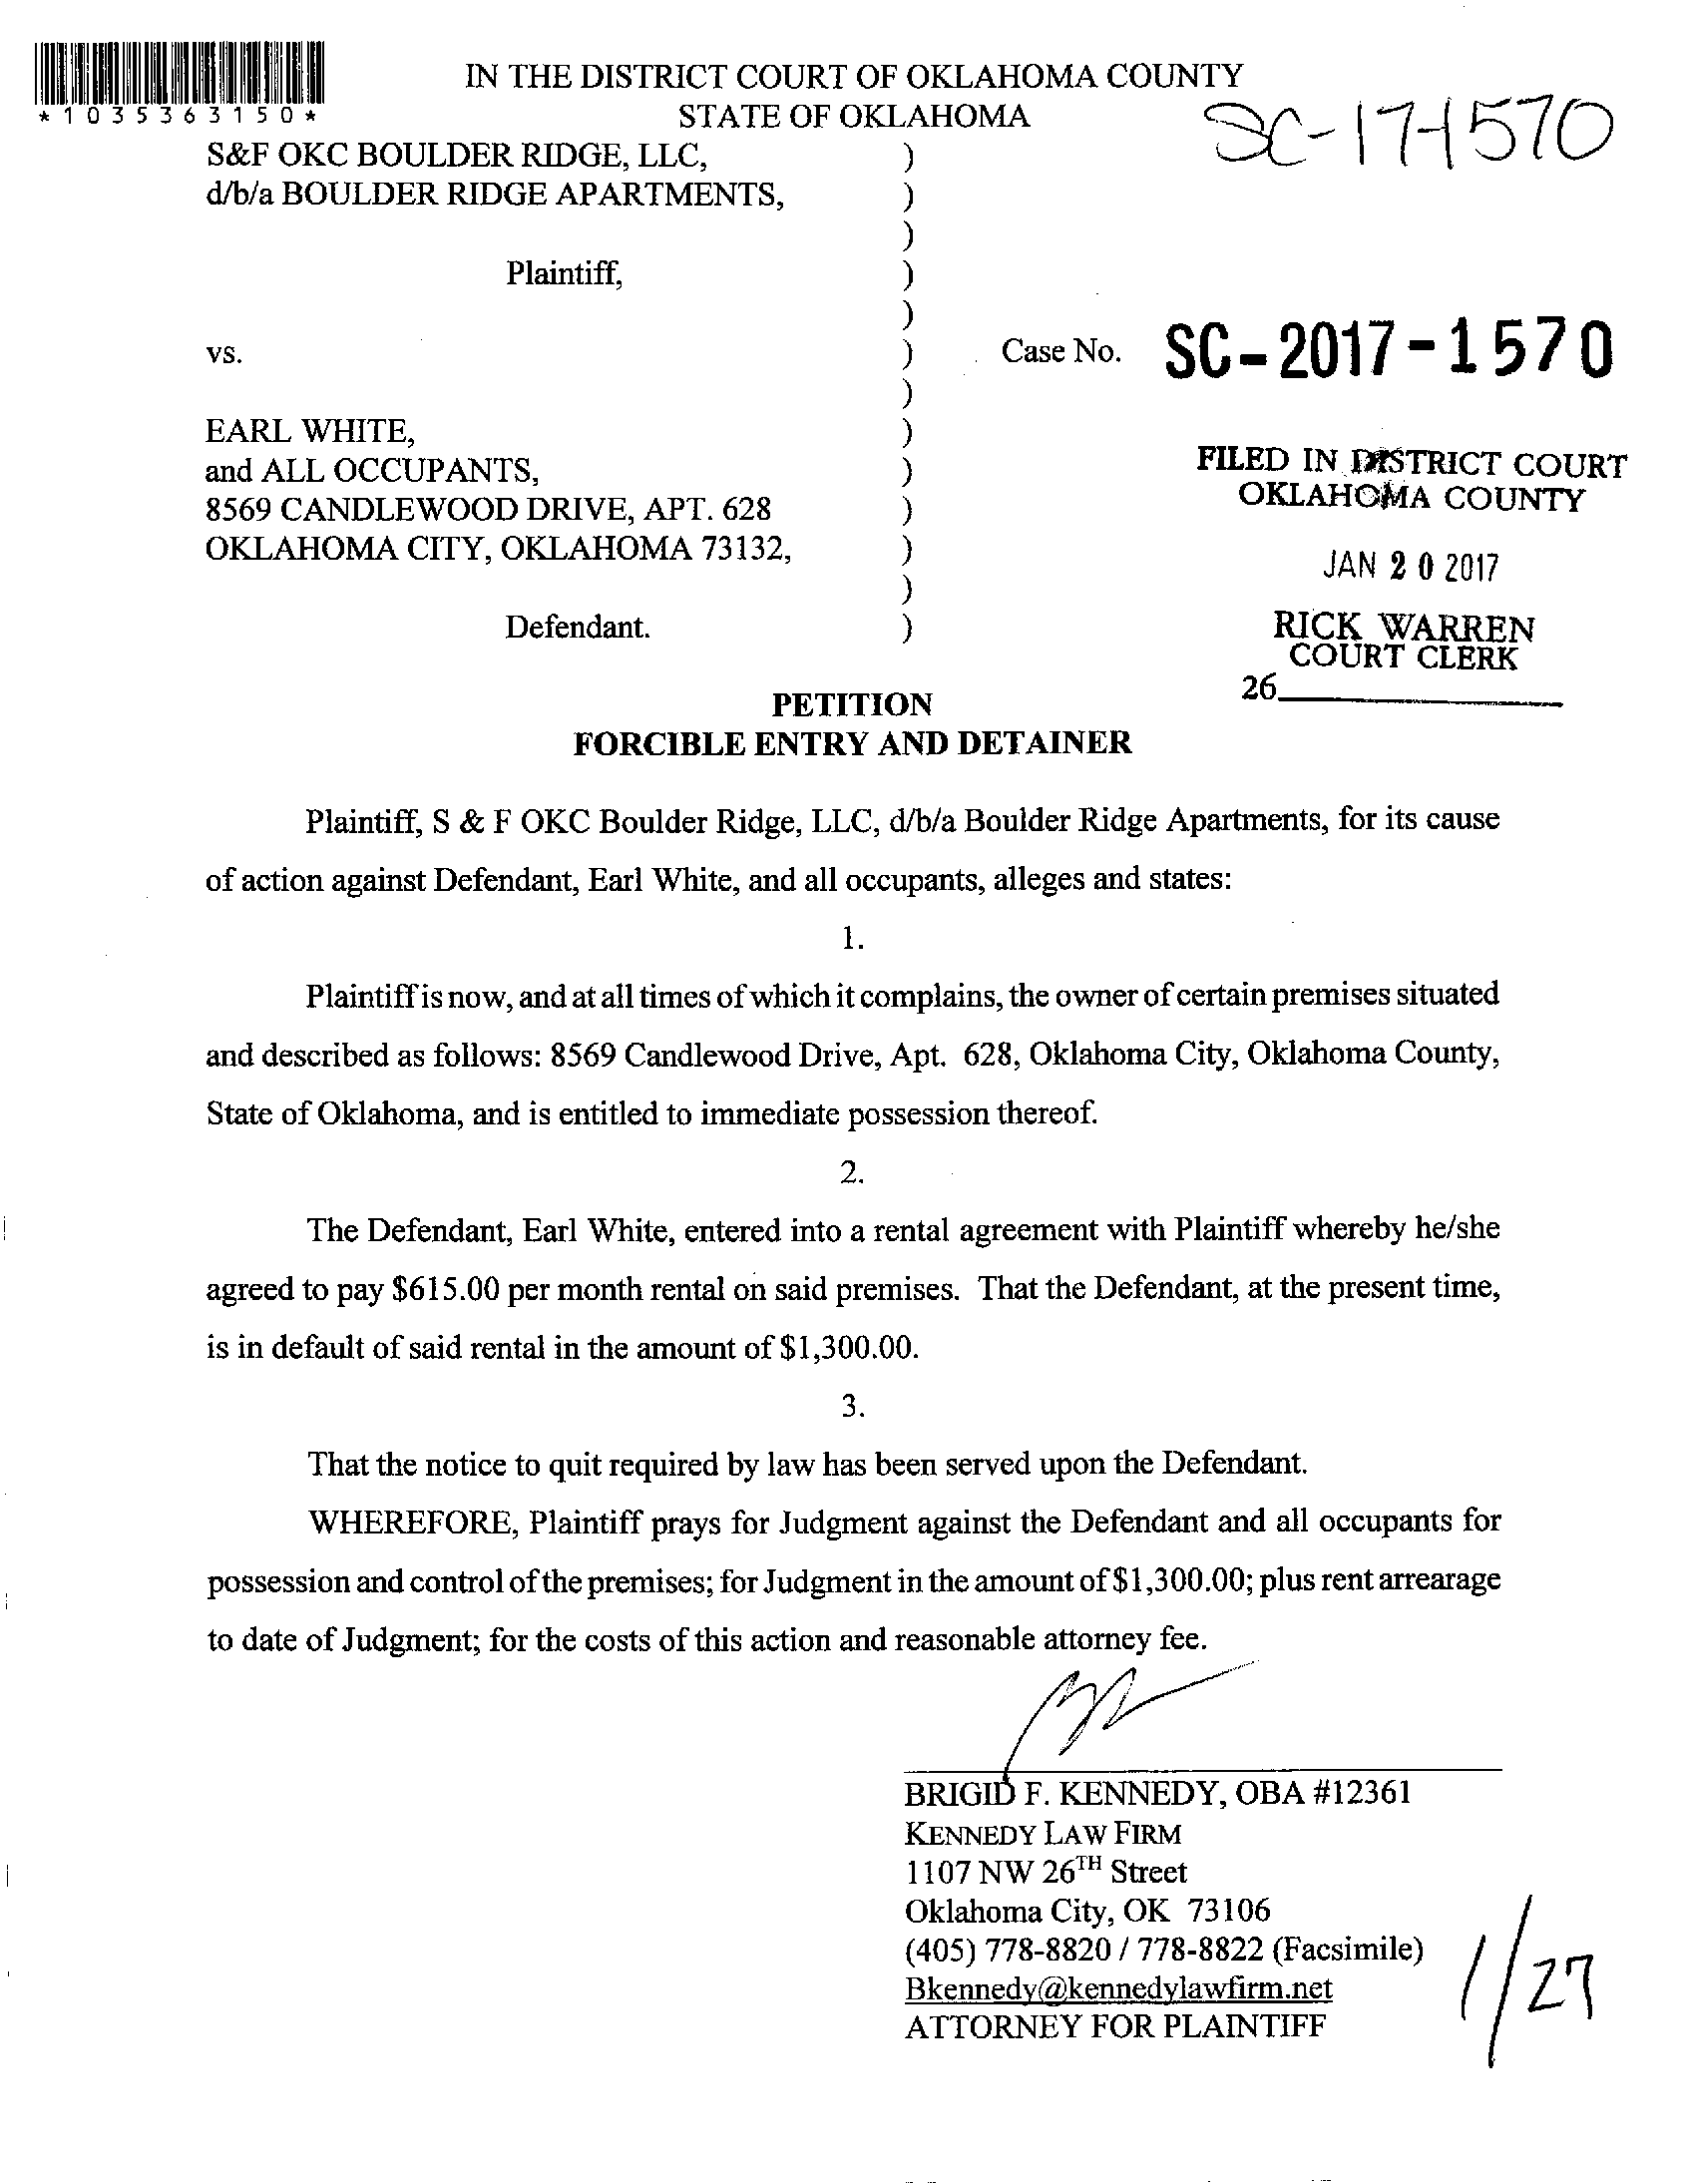 *1035363150*
IN THE DISTRICT COURT OF OKLAHOMA COUNTY
STATE OF OKLAHOMA
SC-17-1570
S&F OKC BOULDER RIDGE, LLC, )
d/b/a BOULDER RIDGE APARTMENTS, )
)
Plaintiff, )
)
vs. ) Case No. SC-2017-1570
)
EARL WHITE, )
and ALL OCCUPANTS, )
8569 CANDLEWOOD DRIVE, APT. 628 )
OKLAHOMA CITY, OKLAHOMA 73132, )
)
Defendant. )
FILED IN DISTRICT COURT
OKLAHOMA COUNTY
JAN 20 2017
RICK WARREN
COURT CLERK
26
PETITION
FORCIBLE ENTRY AND DETAINER
Plaintiff, S & F OKC Boulder Ridge, LLC, d/b/a Boulder Ridge Apartments, for its cause
of action against Defendant, Earl White, and all occupants, alleges and states:
1.
Plaintiff is now, and at all times of which it complains, the owner of certain premises situated
and described as follows: 8569 Candlewood Drive, Apt. 628, Oklahoma City, Oklahoma County,
State of Oklahoma, and is entitled to immediate possession thereof.
2.
The Defendant, Earl White, entered into a rental agreement with Plaintiff whereby he/she
agreed to pay $615.00 per month rental on said premises. That the Defendant, at the present time,
is in default of said rental in the amount of $1,300.00.
3.
That the notice to quit required by law has been served upon the Defendant.
WHEREFORE, Plaintiff prays for Judgment against the Defendant and all occupants for
possession and control of the premises; for Judgment in the amount of $1,300.00; plus rent arrearage
to date of Judgment; for the costs of this action and reasonable attorney fee.
BRIGID F. KENNEDY, OBA #12361
KENNEDY LAW FIRM
1107 NW 26TH Street
Oklahoma City, OK 73106
(405) 778-8820 / 778-8822 (Facsimile)
Bkennedy@kennedylawfirm.net
ATTORNEY FOR PLAINTIFF
1/27